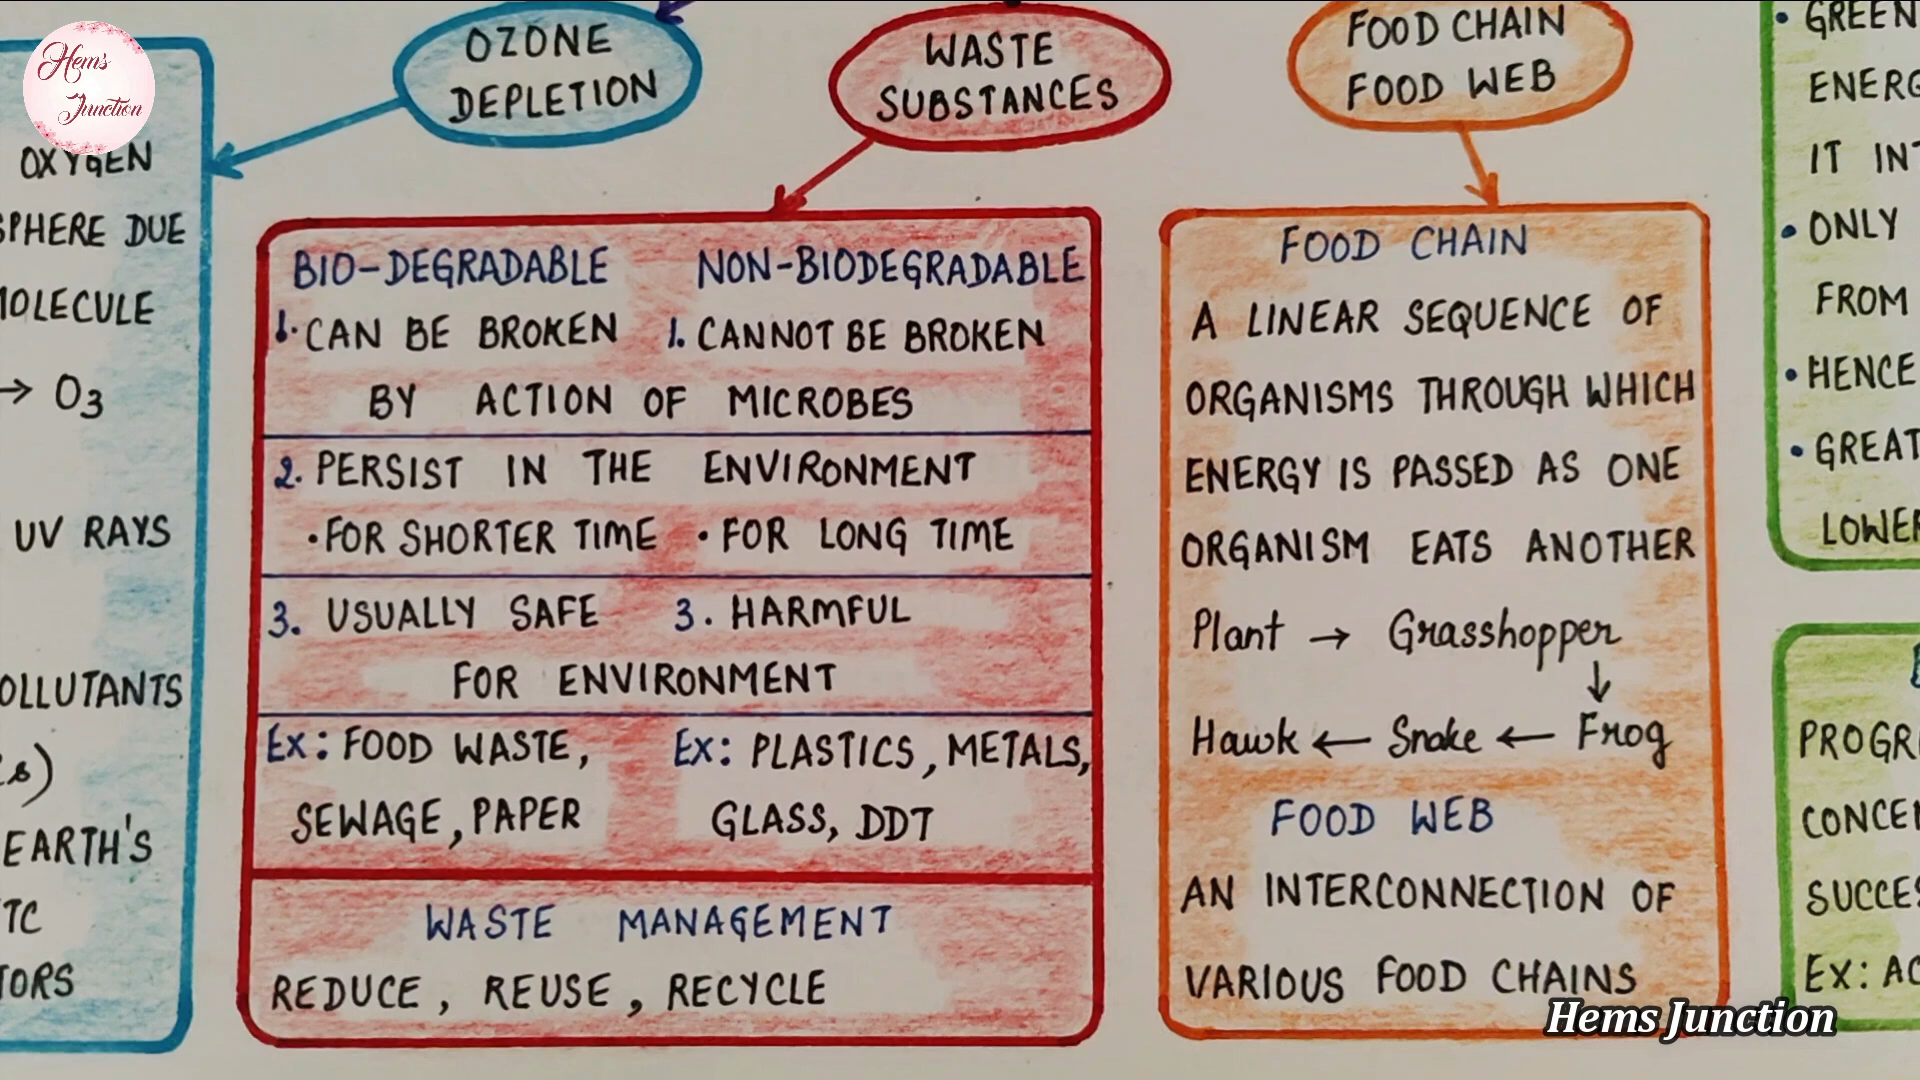 Hems
Junction
OZONE
DEPLETION
OXYGEN
SPHERE DUE
MOLECULE
→ O3
UV RAYS
OLLUTANTS
EARTH'S
TC
TORS
WASTE
SUBSTANCES
BIO-DEGRADABLE NON-BIODEGRADABLE
1. CAN BE BROKEN 1. CANNOT BE BROKEN
BY ACTION OF MICROBES
2. PERSIST IN THE ENVIRONMENT
• FOR SHORTER TIME • FOR LONG TIME
3. USUALLY SAFE 3. HARMFUL
FOR ENVIRONMENT
Ex: FOOD WASTE, Ex: PLASTICS, METALS,
SEWAGE, PAPER GLASS, DDT
WASTE MANAGEMENT
REDUCE, REUSE, RECYCLE
FOOD CHAIN
FOOD WEB
FOOD CHAIN
A LINEAR SEQUENCE OF
ORGANISMS THROUGH WHICH
ENERGY IS PASSED AS ONE
ORGANISM EATS ANOTHER
Plant → Grasshopper
↓
Hawk ← Snake ← Frog
FOOD WEB
AN INTERCONNECTION OF
VARIOUS FOOD CHAINS
• GREEN
ENERG
IT INT
• ONLY
FROM
• HENCE
• GREAT
LOWER
PROGR
CONCEN
SUCCES
Ex: AC
Hems Junction